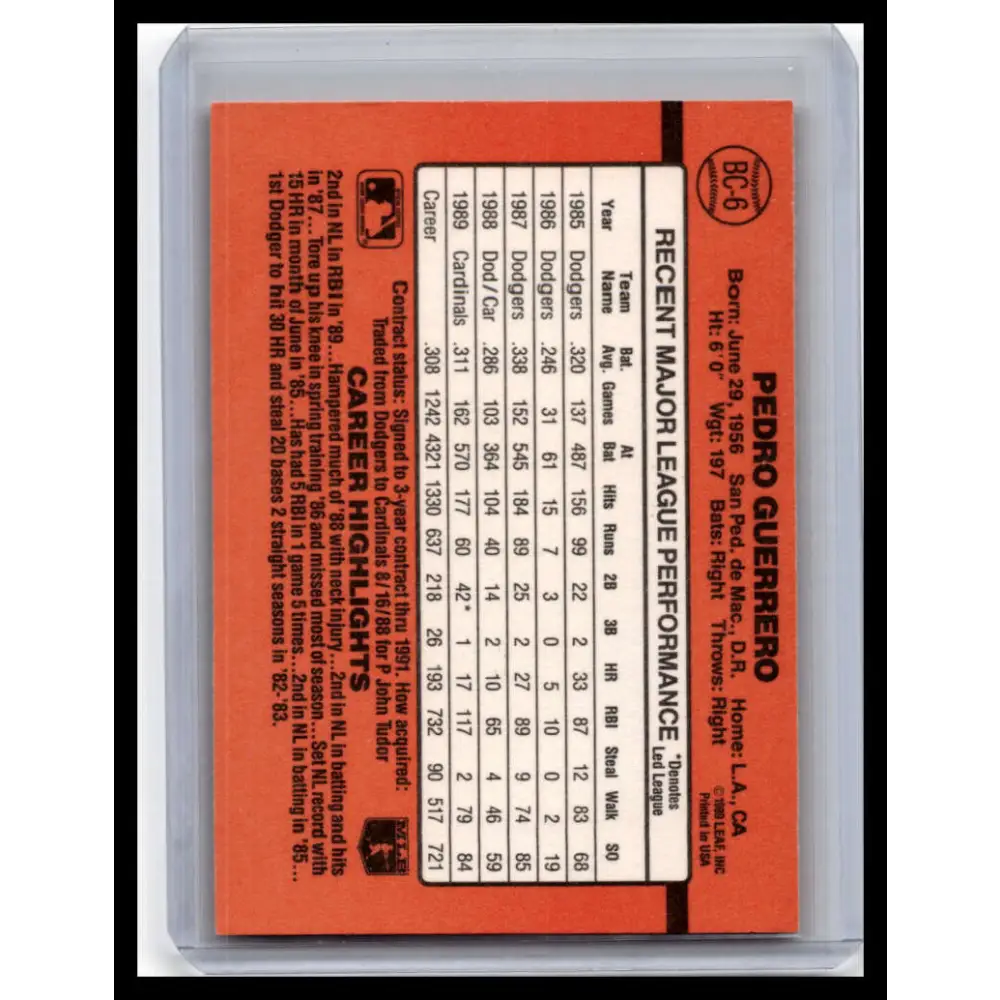 BC-6
PEDRO GUERRERO
Born: June 29, 1956 San Ped. de Mac., D.R. Home: L.A., CA
Ht: 6' 0" Wgt: 197 Bats: Right Throws: Right
© 1989 LEAF, INC
Printed in USA
RECENT MAJOR LEAGUE PERFORMANCE
*Denotes
Led League
Year Team Name Bat. Avg. Games At Bat Hits Runs 2B 3B HR RBI Steal Walk SO
1985 Dodgers .320 137 487 156 99 22 2 33 87 12 83 68
1986 Dodgers .246 31 61 15 7 3 0 5 10 0 2 19
1987 Dodgers .338 152 545 184 89 25 2 27 89 9 74 85
1988 Dod/Car .286 103 364 104 40 14 2 10 65 4 46 59
1989 Cardinals .311 162 570 177 60 42* 1 17 117 2 79 84
Career .308 1242 4321 1330 637 218 26 193 732 90 517 721
Contract status: Signed to 3-year contract thru 1991. How acquired:
Traded from Dodgers to Cardinals 8/16/88 for P John Tudor
MLB
CAREER HIGHLIGHTS
2nd in NL in RBI in '89...Hampered much of '88 with neck injury...2nd in NL in batting and hits
in '87...Tore up his knee in spring training '86 and missed most of season...Set NL record with
15 HR in month of June in '85...Has had 5 RBI in 1 game 5 times...2nd in NL in batting in '85...
1st Dodger to hit 30 HR and steal 20 bases 2 straight seasons in '82-'83.